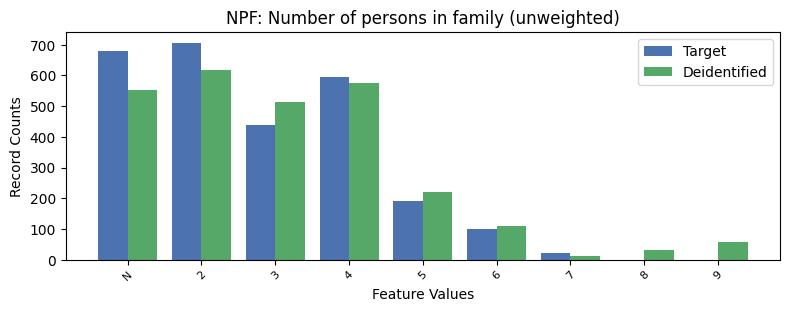 NPF: Number of persons in family (unweighted)
Target
Deidentified
Record Counts
700
600
500
400
300
200
100
0
N
2
3
4
5
6
7
8
9
Feature Values